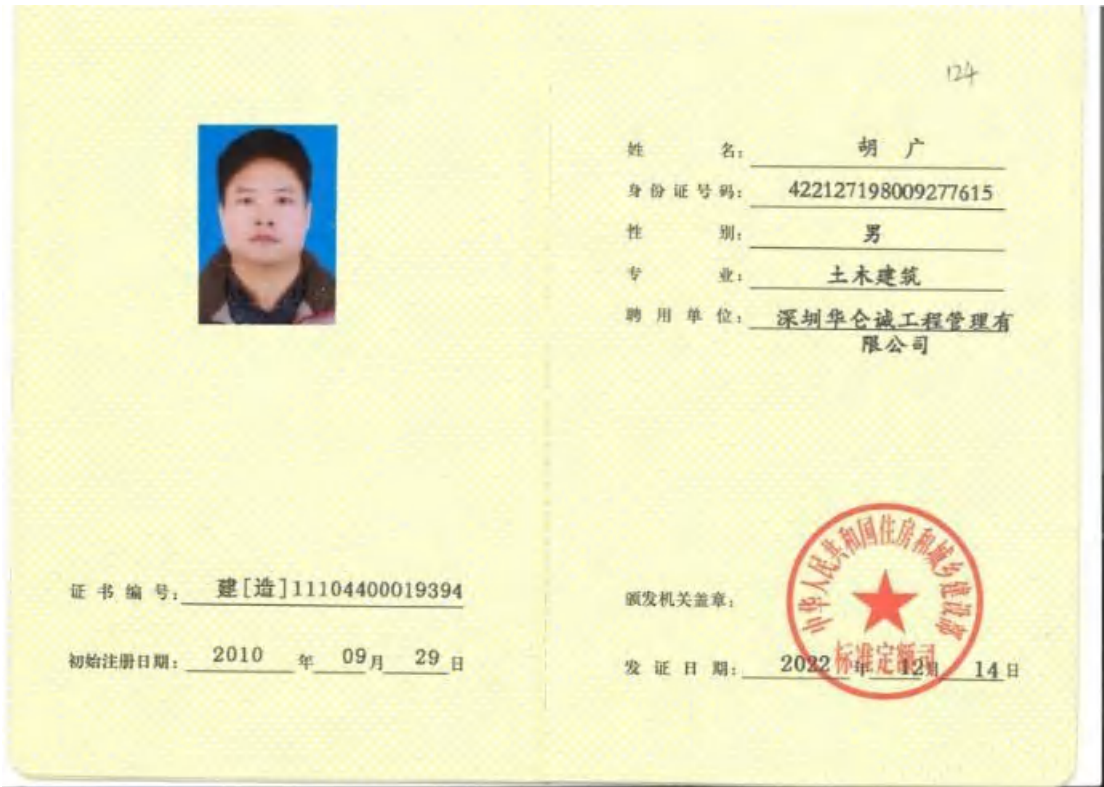 124
姓 名： 胡 广
身份证号码： 422127198009277615
性 别： 男
专 业： 土木建筑
聘用单位： 深圳华仑诚工程管理有
限公司
证书编号： 建[造]11104400019394
初始注册日期： 2010 年 09 月 29 日
颁发机关盖章：
中华人民共和国住房和城乡建设部
标准定额司
发证日期： 2022 年 12 月 14 日